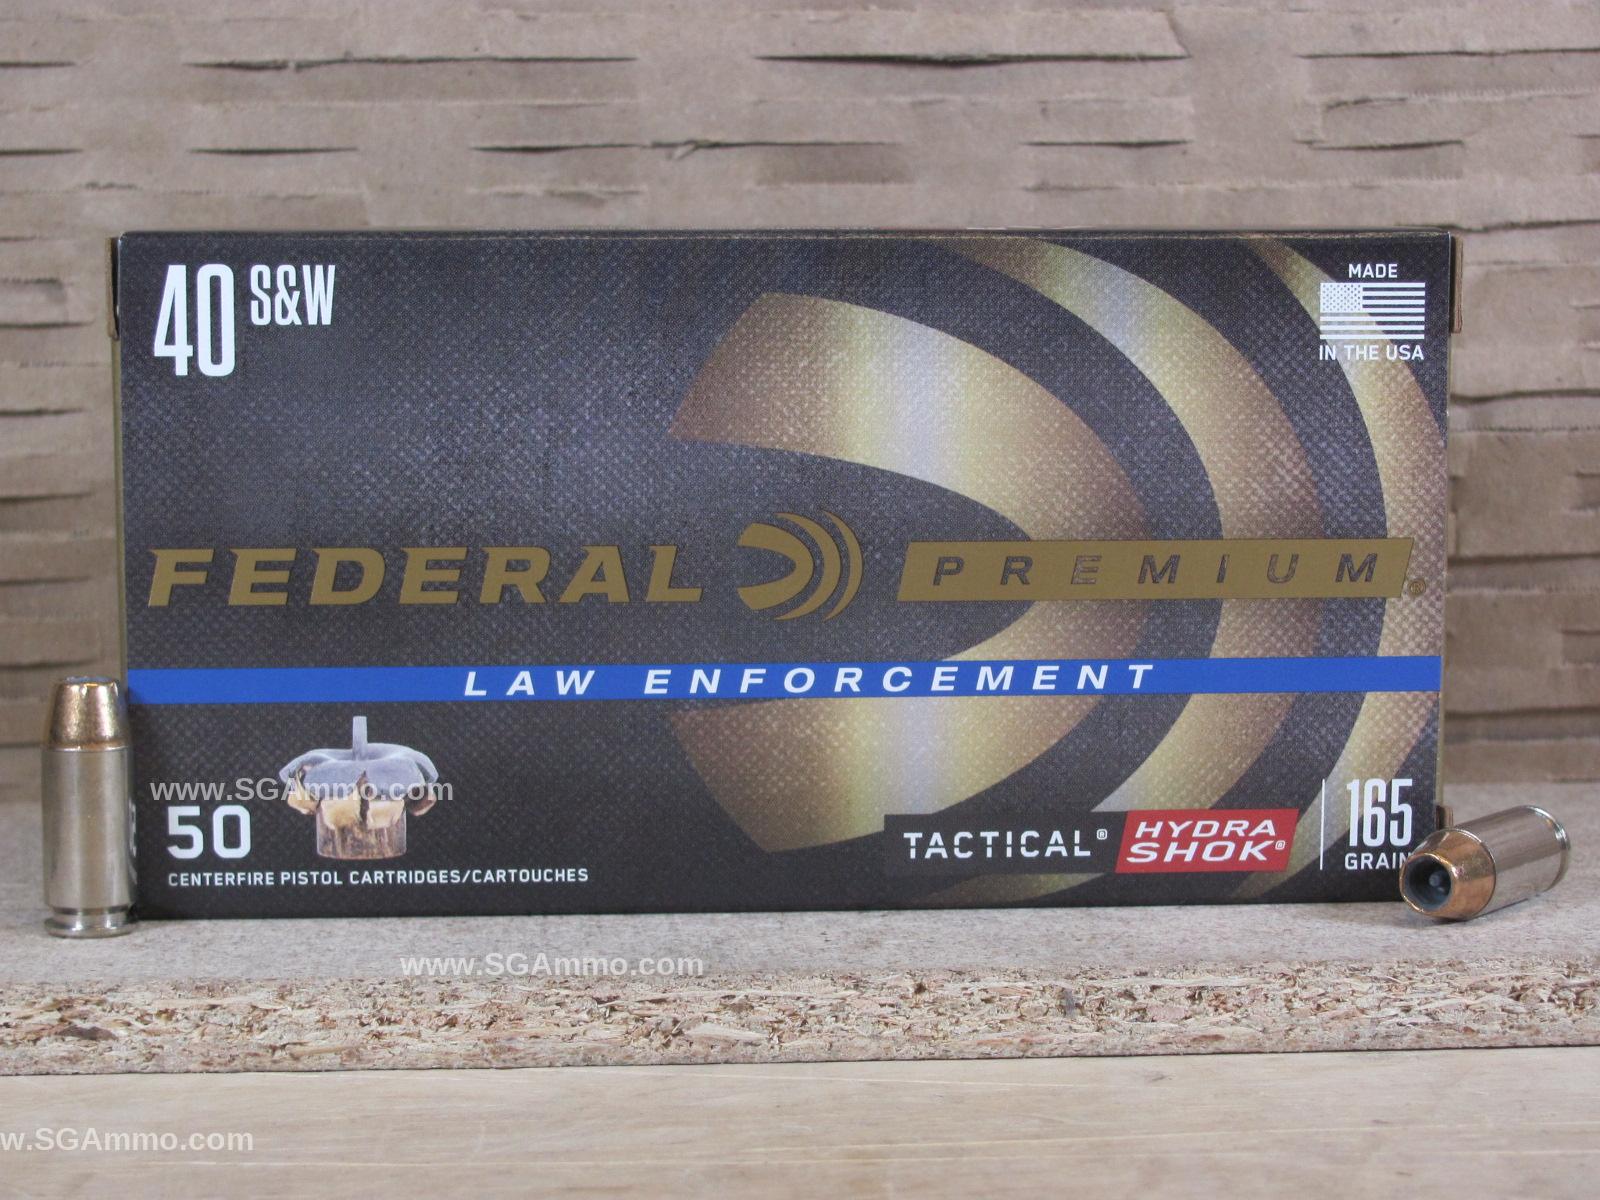 40 S&W
MADE
IN THE USA
FEDERAL PREMIUM®
LAW ENFORCEMENT
www.SGAmmo.com
50
CENTERFIRE PISTOL CARTRIDGES/CARTOUCHES
TACTICAL® HYDRA
SHOK®
165
GRAIN
www.SGAmmo.com
w.SGAmmo.com